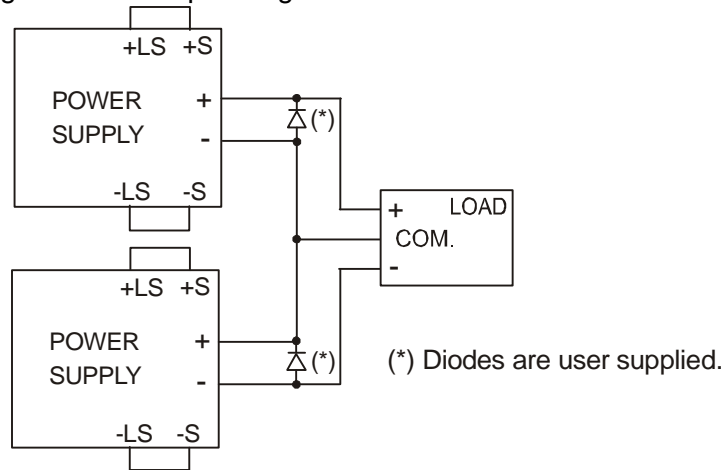 +LS +S
POWER
SUPPLY
+
-
-LS -S
(*)
+ LOAD
COM.
-
+LS +S
POWER
SUPPLY
+
-
-LS -S
(*)
(*) Diodes are user supplied.